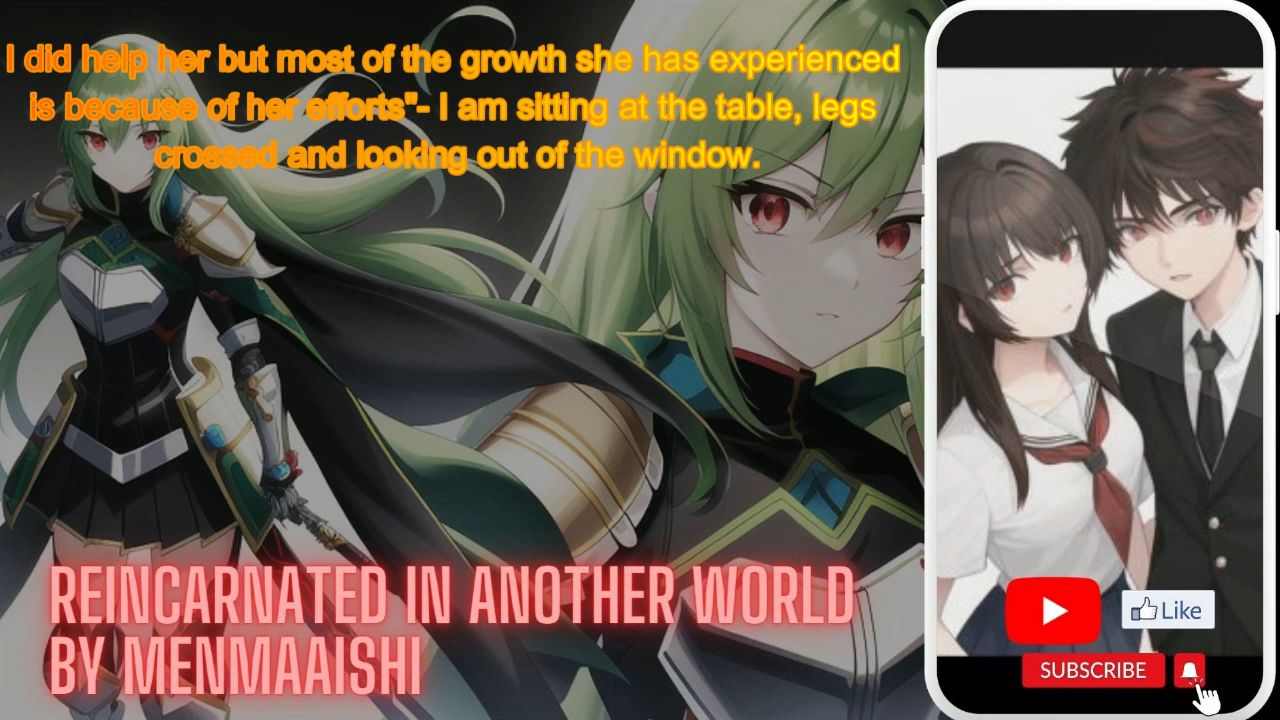 I did help her but most of the growth she has experienced
is because of her efforts"- I am sitting at the table, legs
crossed and looking out of the window.
REINCARNATED IN ANOTHER WORLD
BY MENMAAISHI
Like
SUBSCRIBE